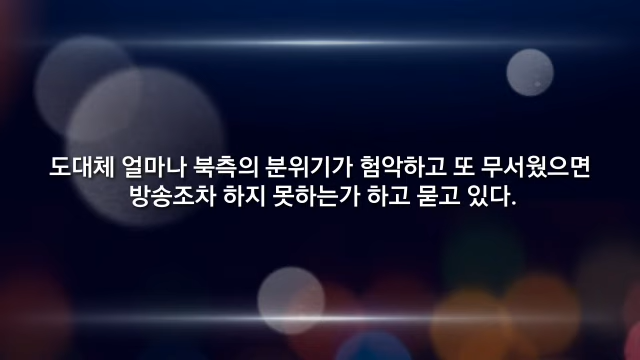 도대체 얼마나 북측의 분위기가 험악하고 또 무서웠으면
방송조차 하지 못하는가 하고 묻고 있다.